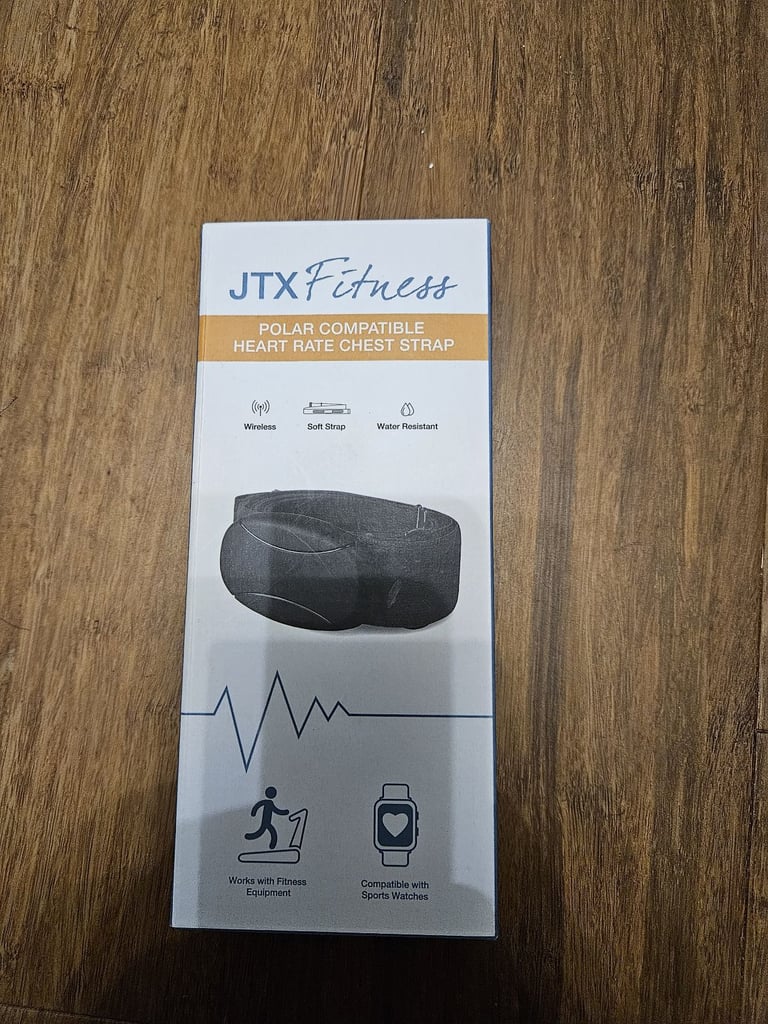 JTX Fitness
POLAR COMPATIBLE
HEART RATE CHEST STRAP
Wireless Soft Strap Water Resistant
Works with Fitness
Equipment
Compatible with
Sports Watches